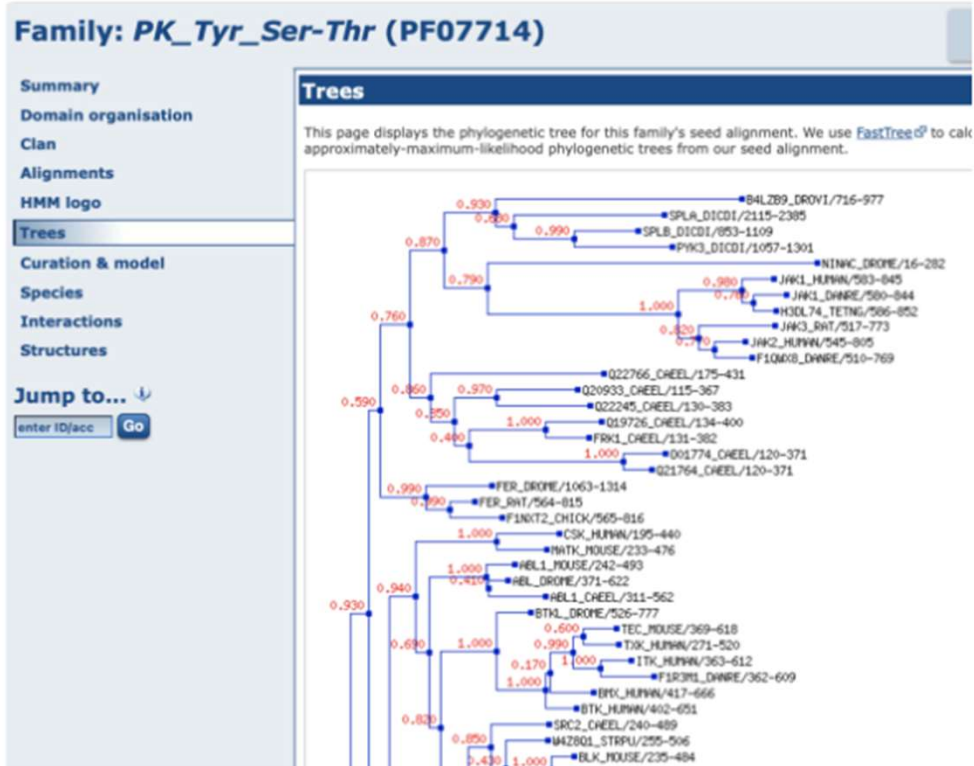 Family: PK_Tyr_Ser-Thr (PF07714)
Summary
Domain organisation
Clan
Alignments
HMM logo
Trees
Curation & model
Species
Interactions
Structures
Jump to...
enter ID/acc
Go
Trees
This page displays the phylogenetic tree for this family's seed alignment. We use FastTree to calc
approximately-maximum-likelihood phylogenetic trees from our seed alignment.
B4LZB9_DROVI/716-977
0.930
SPLA_DICDI/2115-2385
0.990 SPLB_DICDI/853-1109
0.870
PYK3_DICDI/1057-1301
NINAC_DROME/16-282
0.790
0.980 JAK1_HUMAN/583-845
JAK1_DANRE/580-844
1.000 H3DL74_TETNG/586-852
0.760
JAK3_RAT/517-773
0.820
JAK2_HUMAN/545-805
F1QWX8_DANRE/510-769
Q22766_CAEEL/175-431
0.860 0.970 Q20933_CAEEL/115-367
0.590
Q22245_CAEEL/130-383
0.350
1.000 Q19726_CAEEL/134-400
0.400 FRK1_CAEEL/131-382
1.000 O01774_CAEEL/120-371
Q21764_CAEEL/120-371
0.990 FER_DROME/1063-1314
FER_RAT/564-815
F1NXT2_CHICK/565-816
1.000 CSK_HUMAN/195-440
MATK_MOUSE/233-476
1.000 ABL1_MOUSE/242-493
0.410 ABL_DROME/371-622
0.940
ABL1_CAEEL/311-562
0.930
BTKL_DROME/526-777
0.600 TEC_MOUSE/369-618
0.690 1.000 0.990 TXK_HUMAN/271-520
0.170 1.000 ITK_HUMAN/363-612
F1R3M1_DANRE/362-609
1.000
BMX_HUMAN/417-666
BTK_HUMAN/402-651
0.820
SRC2_CAEEL/240-489
0.850 W4Z8Q1_STRPU/255-506
0.430 1.000 BLK_MOUSE/235-484